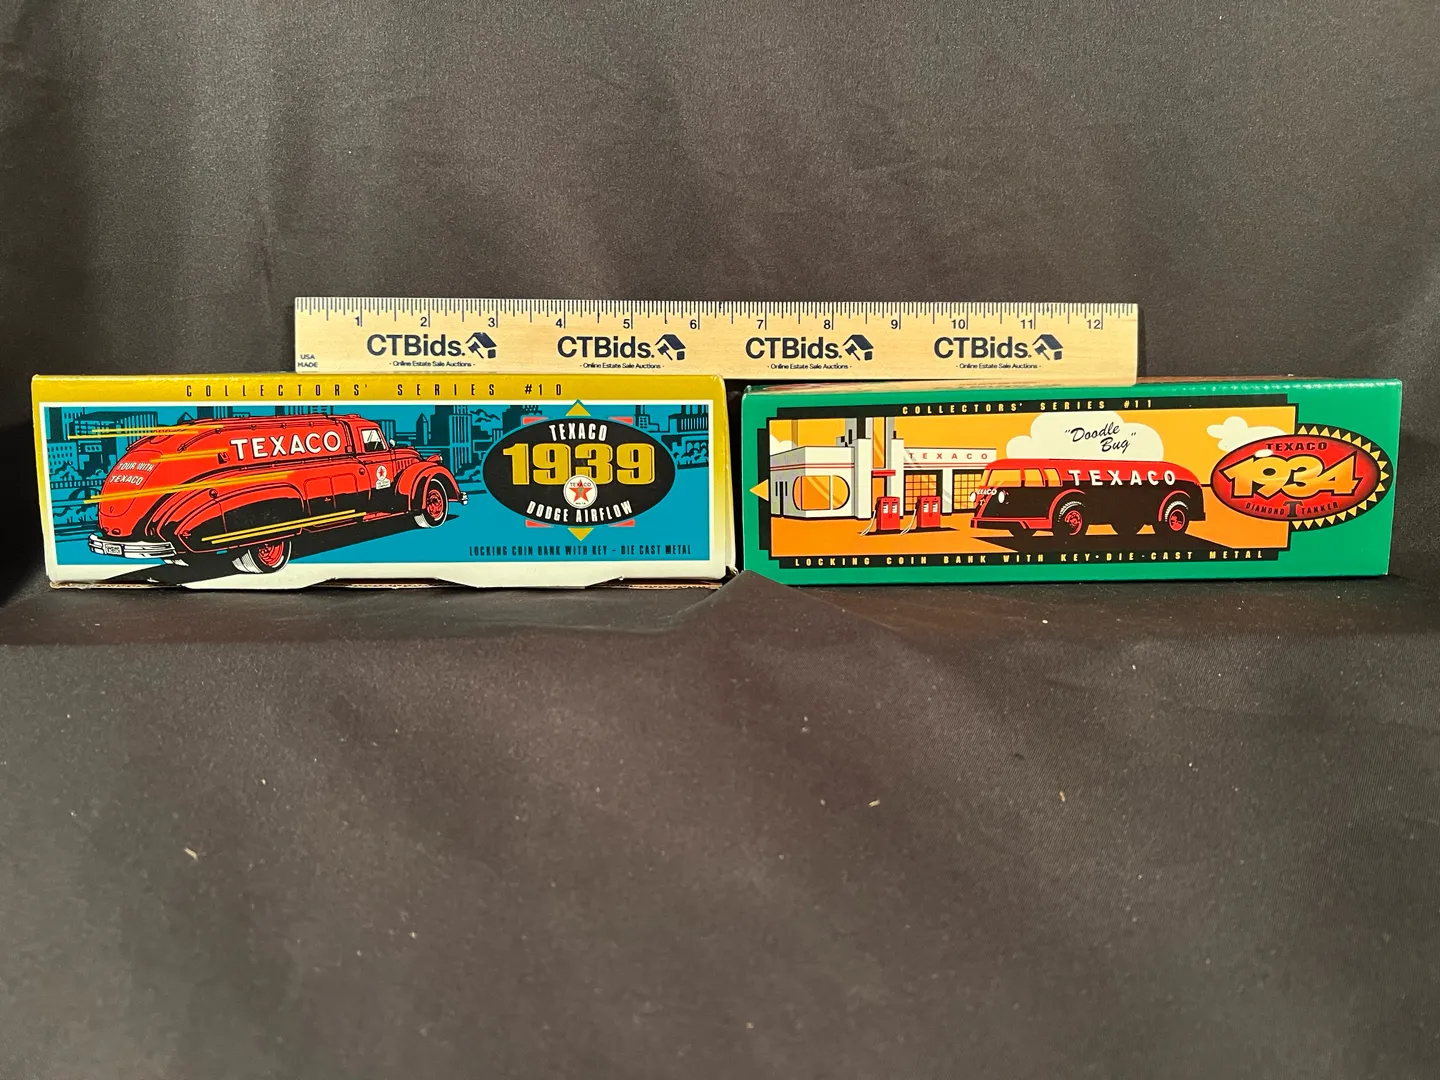 1 2 3 4 5 6 7 8 9 10 11 12
CTBids. CTBids. CTBids. CTBids.
USA
MADE
- Online Estate Sale Auctions - - Online Estate Sale Auctions - - Online Estate Sale Auctions - - Online Estate Sale Auctions -
COLLECTORS' SERIES #10
TEXACO
TOUR WITH
TEXACO
TEXACO
1939
TEXACO
DODGE AIRFLOW
LOCKING COIN BANK WITH KEY - DIE CAST METAL
COLLECTORS' SERIES #11
"Doodle
Bug"
TEXACO
TEXACO
TEXACO
TEXACO
1934
DIAMOND T TANKER
LOCKING COIN BANK WITH KEY • DIE-CAST METAL